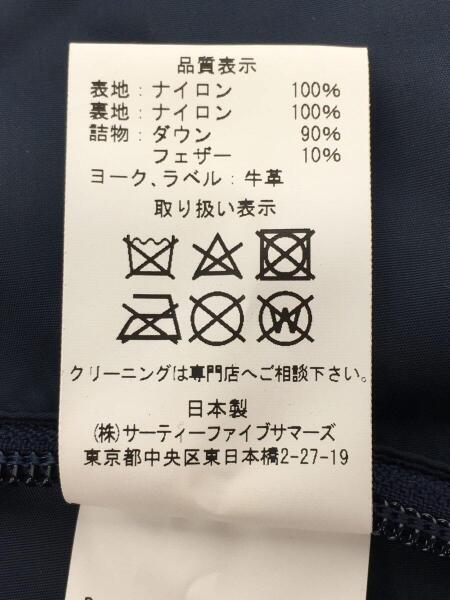 品質表示
表地：ナイロン 100%
裏地：ナイロン 100%
詰物：ダウン 90%
フェザー 10%
ヨーク、ラベル：牛革
取り扱い表示
W
クリーニングは専門店へご相談下さい。
日本製
(株)サーティーファイブサマーズ
東京都中央区東日本橋2-27-19